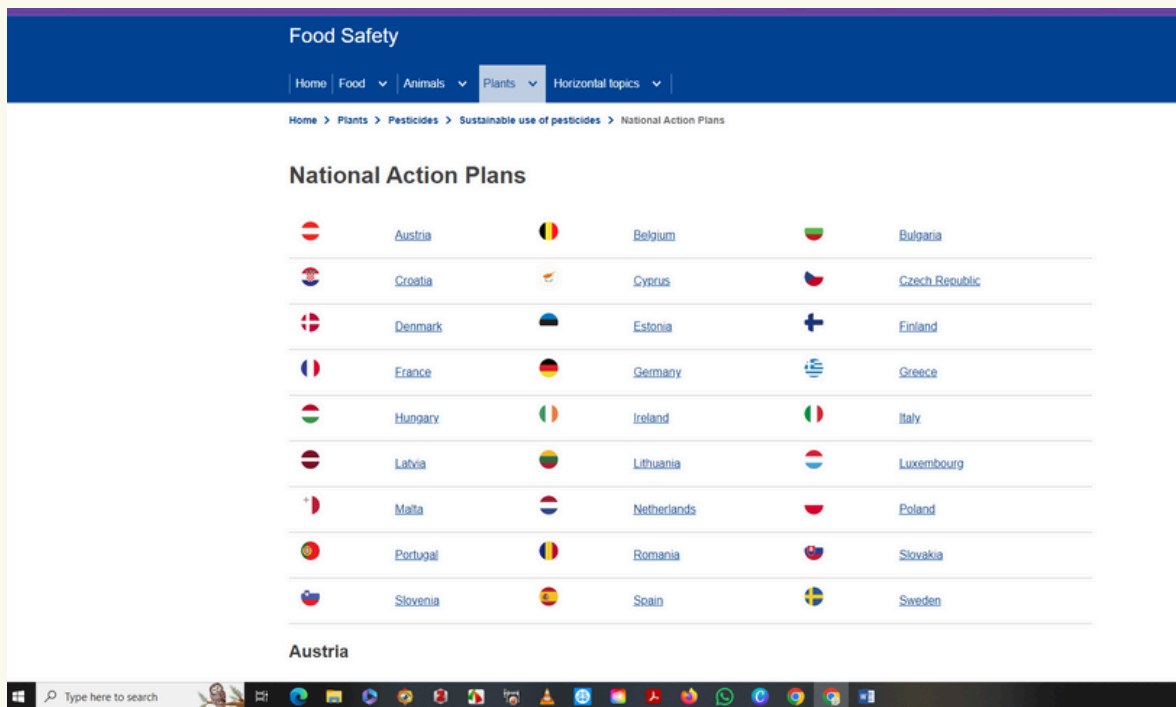 Food Safety
Home Food Animals Plants Horizontal topics
Home > Plants > Pesticides > Sustainable use of pesticides > National Action Plans
National Action Plans
Austria Belgium Bulgaria
Croatia Cyprus Czech Republic
Denmark Estonia Finland
France Germany Greece
Hungary Ireland Italy
Latvia Lithuania Luxembourg
Malta Netherlands Poland
Portugal Romania Slovakia
Slovenia Spain Sweden
Austria
Type here to search